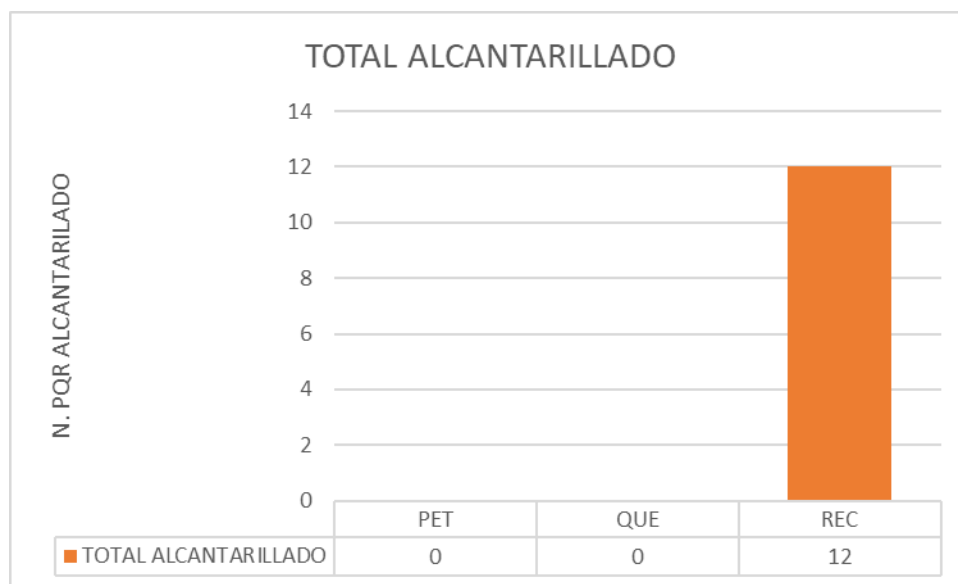 TOTAL ALCANTARILLADO
N. PQR ALCANTARILADO
14
12
10
8
6
4
2
0
PET QUE REC
TOTAL ALCANTARILLADO 0 0 12